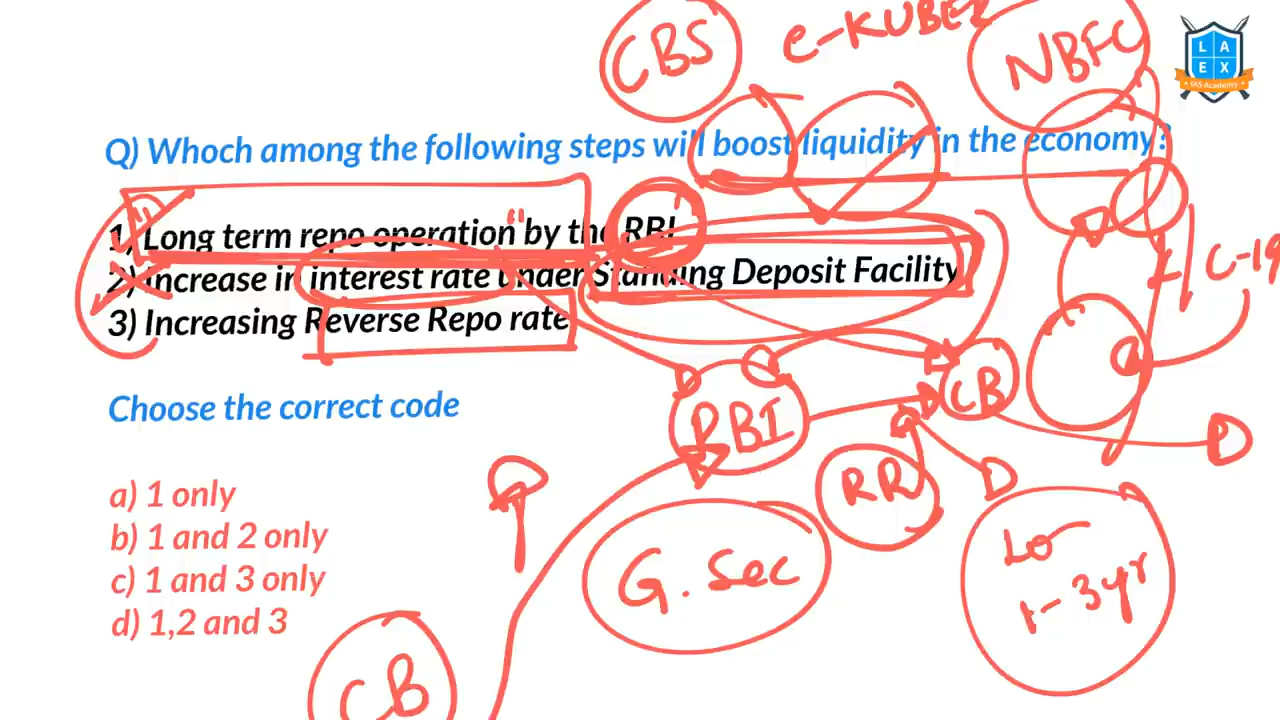 CBS
e-KUBER
NBFC
L A
E X
IAS Academy
Q) Whoch among the following steps will boost liquidity in the economy?
1) Long term repo operation by the RBI
2) Increase in interest rate under Standing Deposit Facility
3) Increasing Reverse Repo rate
C-19
Choose the correct code
RBI
CB
RR
a) 1 only
b) 1 and 2 only
c) 1 and 3 only
d) 1,2 and 3
G. Sec
1-3yr
CB